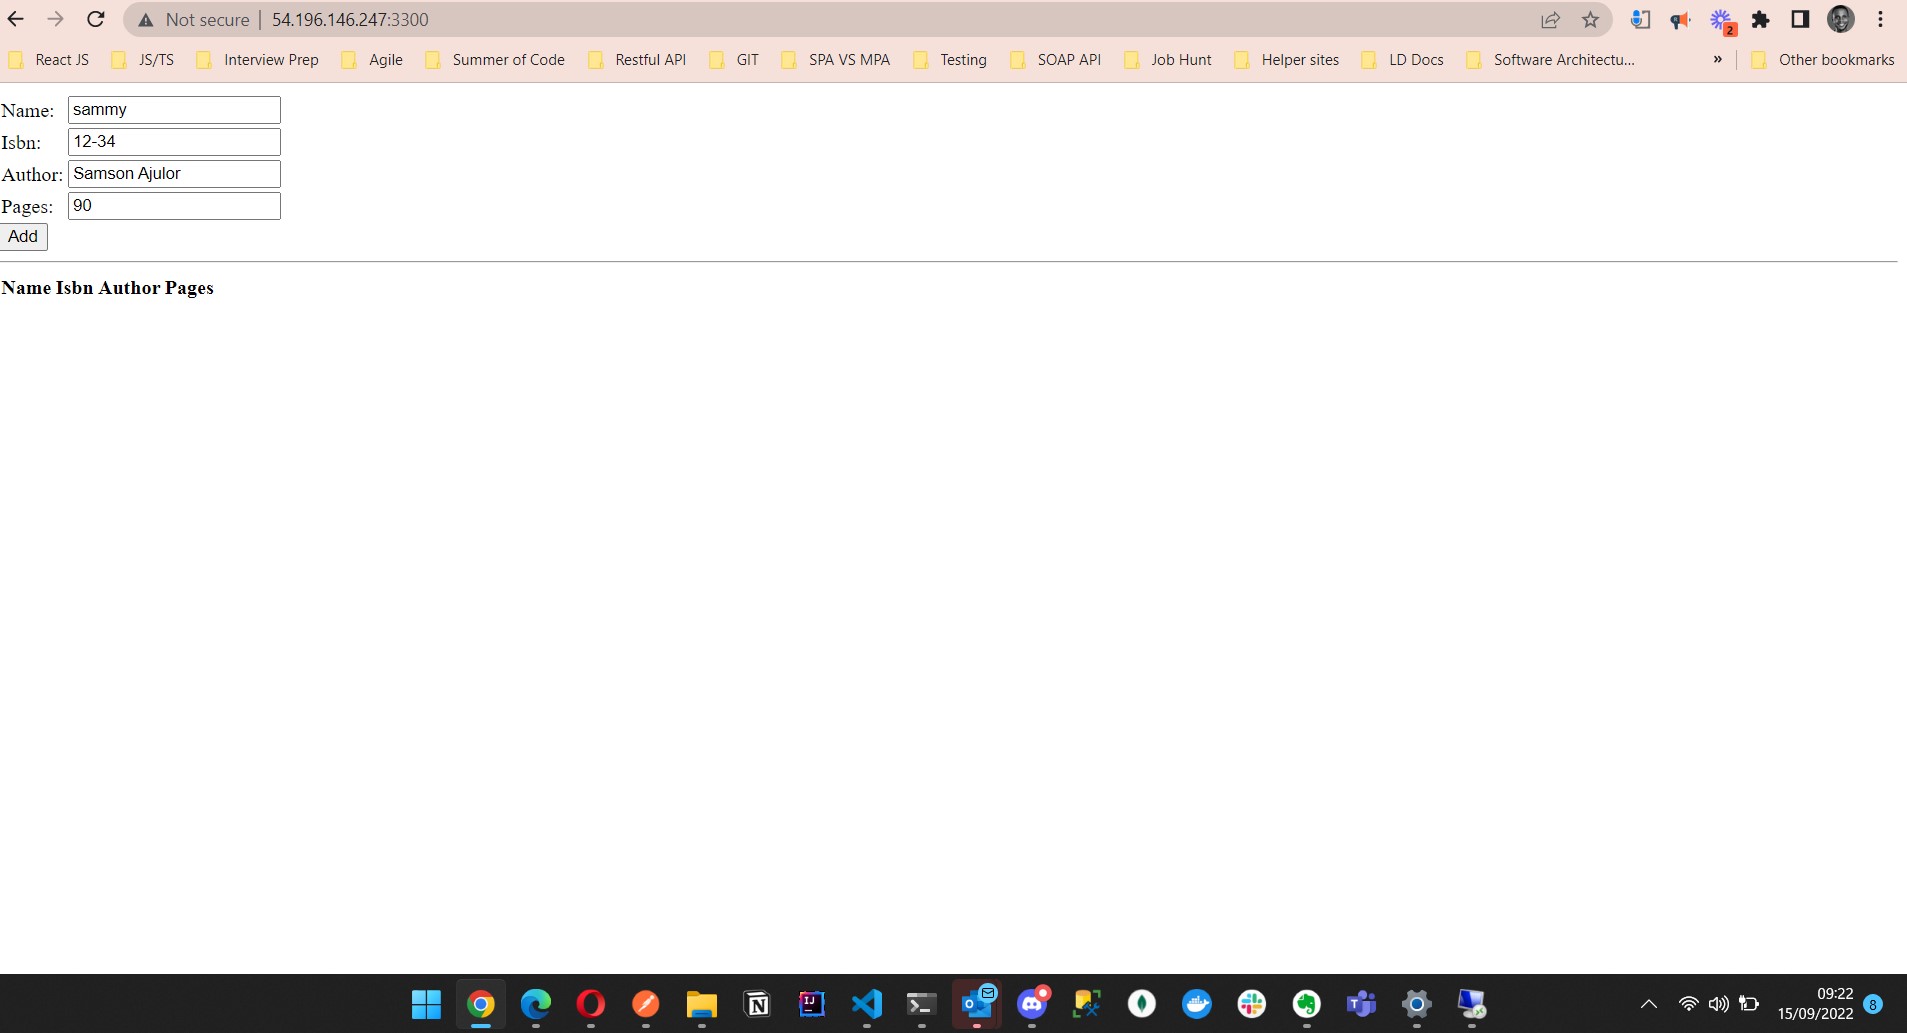 Not secure | 54.196.146.247:3300
2
React JS JS/TS Interview Prep Agile Summer of Code Restful API GIT SPA VS MPA Testing SOAP API Job Hunt Helper sites LD Docs Software Architectu... » Other bookmarks
Name: sammy
Isbn: 12-34
Author: Samson Ajulor
Pages: 90
Add
Name Isbn Author Pages
09:22
15/09/2022
8